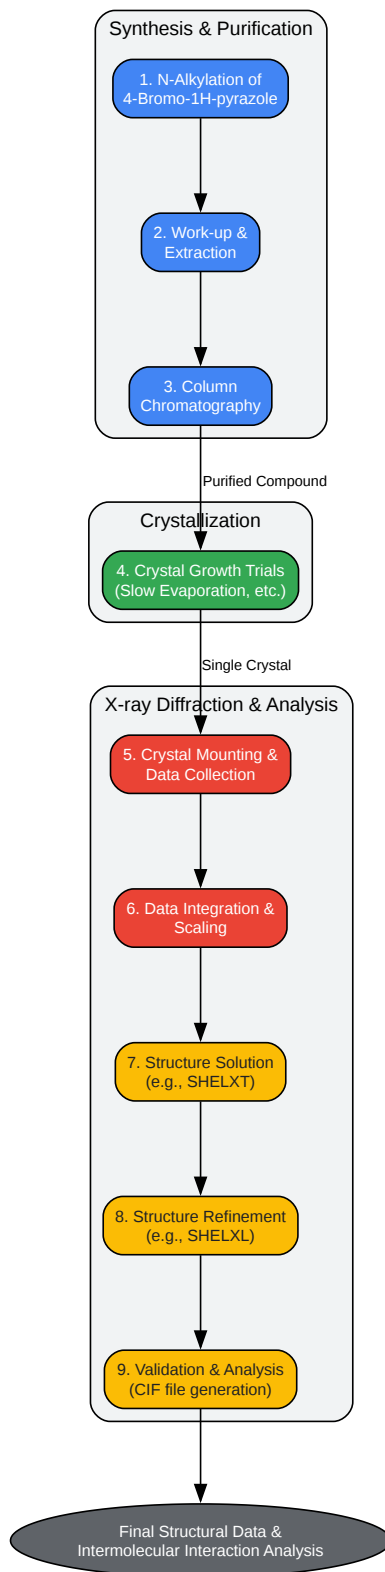 Synthesis & Purification
1. N-Alkylation of
4-Bromo-1H-pyrazole
2. Work-up &
Extraction
3. Column
Chromatography
Purified Compound
Crystallization
4. Crystal Growth Trials
(Slow Evaporation, etc.)
Single Crystal
X-ray Diffraction & Analysis
5. Crystal Mounting &
Data Collection
6. Data Integration &
Scaling
7. Structure Solution
(e.g., SHELXT)
8. Structure Refinement
(e.g., SHELXL)
9. Validation & Analysis
(CIF file generation)
Final Structural Data &
Intermolecular Interaction Analysis